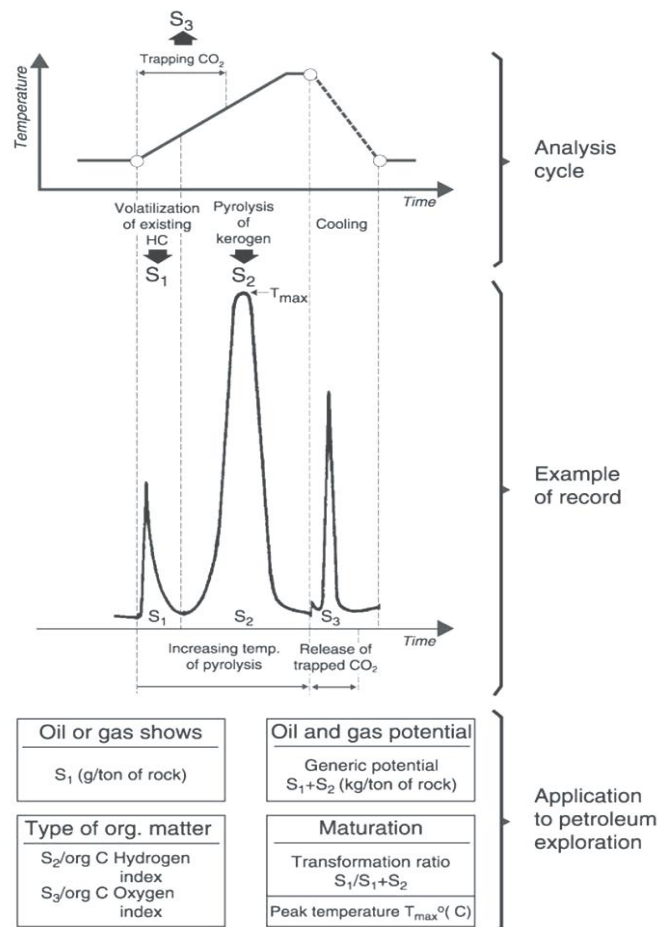 S3
Trapping CO2
Temperature
Time
Analysis
cycle
Volatilization
of existing
HC
Pyrolysis
of
kerogen
Cooling
S1
S2
Tmax
Example
of record
S1
S2
S3
Time
Increasing temp.
of pyrolysis
Release of
trapped CO2
Oil or gas shows
S1 (g/ton of rock)
Oil and gas potential
Generic potential
S1+S2 (kg/ton of rock)
Type of org. matter
S2/org C Hydrogen
index
S3/org C Oxygen
index
Maturation
Transformation ratio
S1/S1+S2
Peak temperature Tmax o( C)
Application
to petroleum
exploration